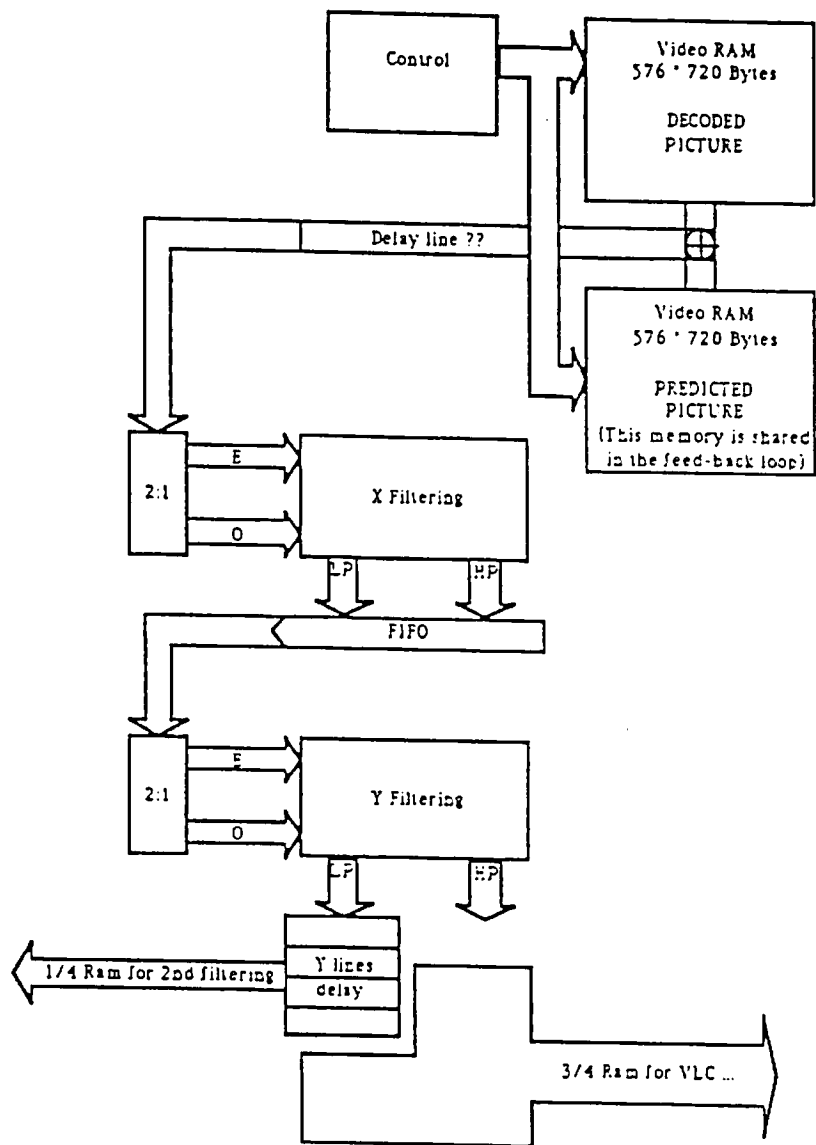 Control
Video RAM
576 * 720 Bytes
DECODED
PICTURE
Delay line ??
Video RAM
576 * 720 Bytes
PREDICTED
PICTURE
(This memory is shared
in the feed-back loop)
2:1
E
O
X Filtering
LP
HP
FIFO
2:1
E
O
Y Filtering
LP
HP
1/4 Ram for 2nd filtering
Y lines
delay
3/4 Ram for VLC ...